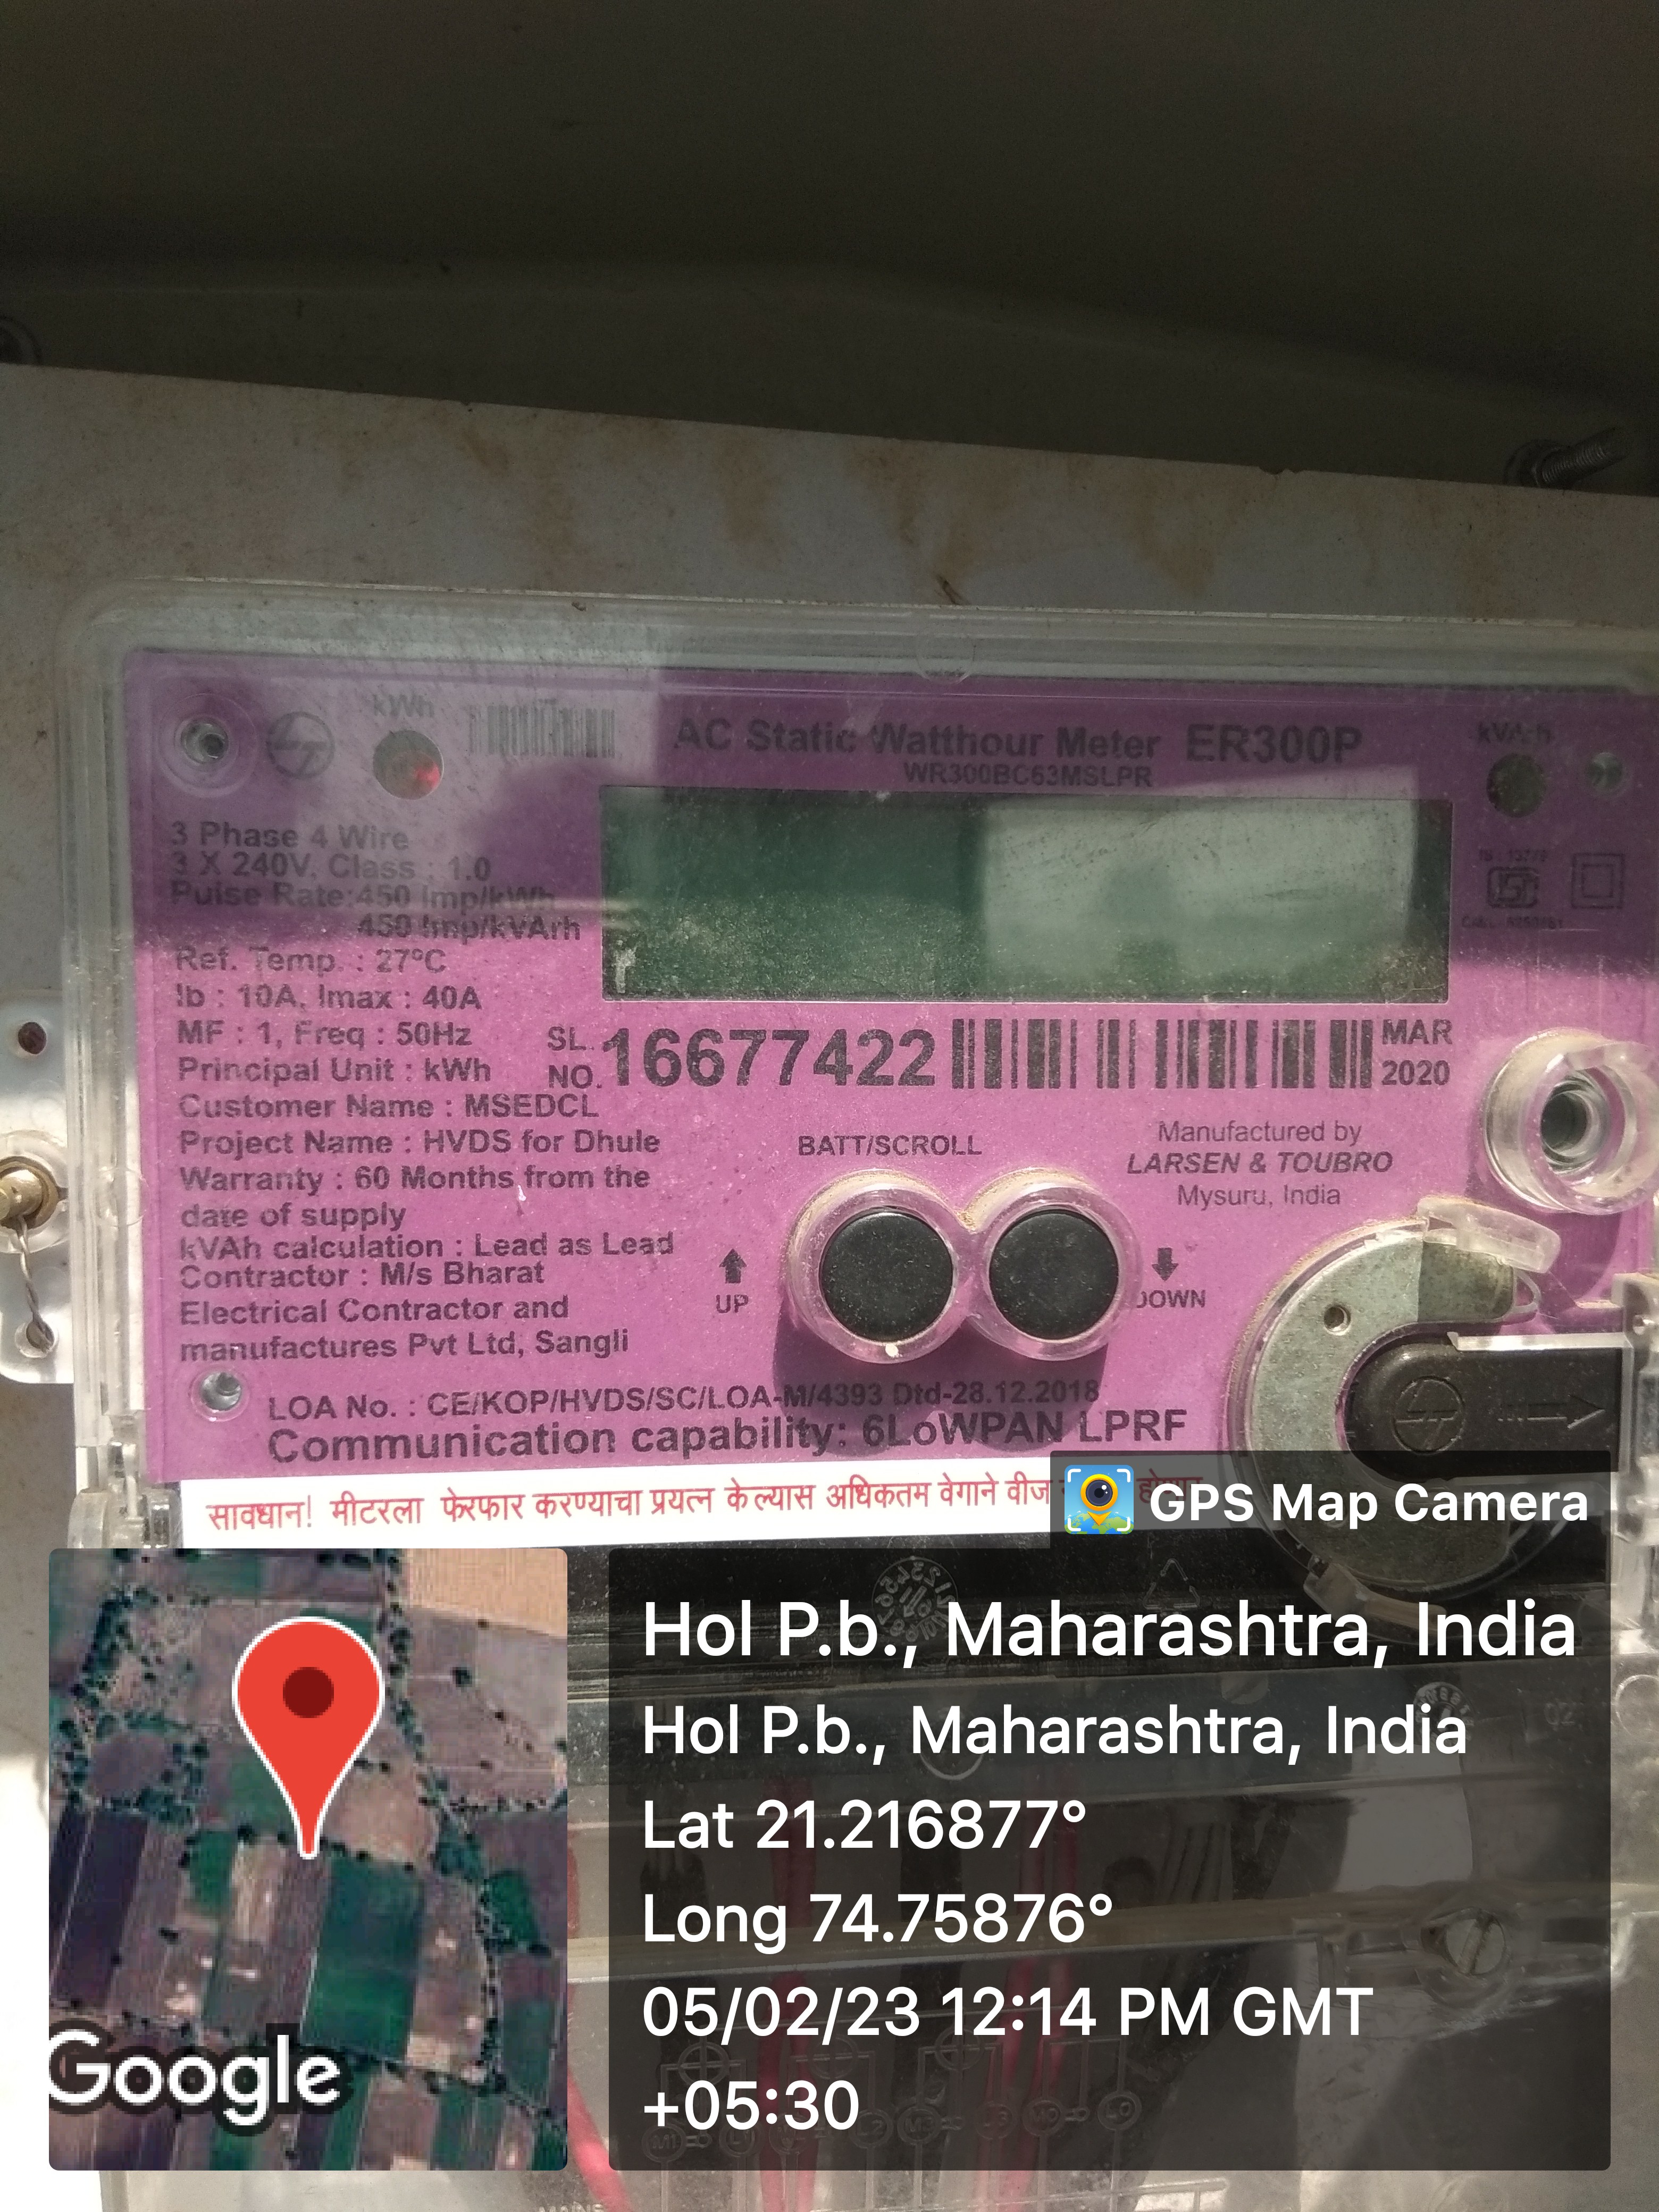 kWh
AC Static Watthour Meter ER300P
WR300BC63MSLPR
kVArh
3 Phase 4 Wire
3 X 240V, Class : 1.0
Pulse Rate:450 Imp/kWh
450 Imp/kVArh
Ref. Temp. : 27°C
Ib : 10A, Imax : 40A
MF : 1, Freq : 50Hz
Principal Unit : kWh
SL. NO. 16677422
MAR
2020
Customer Name : MSEDCL
Project Name : HVDS for Dhule
Warranty : 60 Months from the
date of supply
kVAh calculation : Lead as Lead
Contractor : M/s Bharat
Electrical Contractor and
manufactures Pvt Ltd, Sangli
BATT/SCROLL
UP
DOWN
Manufactured by
LARSEN & TOUBRO
Mysuru, India
LOA No. : CE/KOP/HVDS/SC/LOA-M/4393 Dtd-28.12.2018
Communication capability: 6LoWPAN LPRF
सावधान! मीटरला फेरफार करण्याचा प्रयत्न केल्यास अधिकतम वेगाने वीज
GPS Map Camera
Hol P.b., Maharashtra, India
Hol P.b., Maharashtra, India
Lat 21.216877°
Long 74.75876°
05/02/23 12:14 PM GMT
+05:30
Google